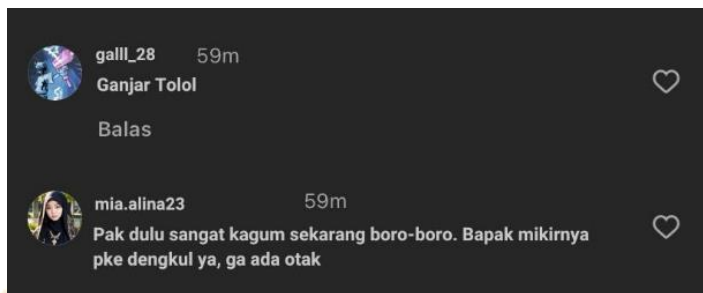 galll_28 59m
Ganjar Tolol
Balas
mia.alina23 59m
Pak dulu sangat kagum sekarang boro-boro. Bapak mikirnya
pke dengkul ya, ga ada otak